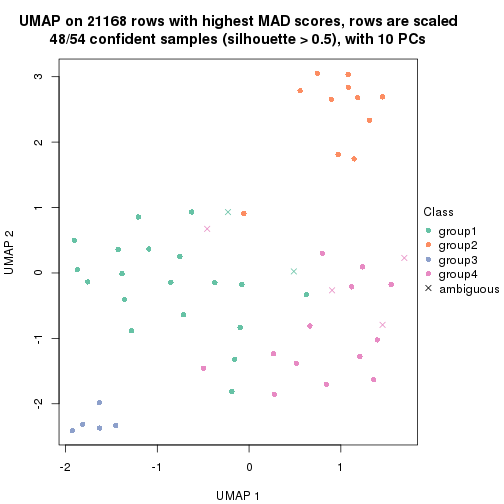 UMAP on 21168 rows with highest MAD scores, rows are scaled
48/54 confident samples (silhouette > 0.5), with 10 PCs
3
2
1
0
-1
-2
UMAP 2
-2 -1 0 1
UMAP 1
Class
group1
group2
group3
group4
ambiguous